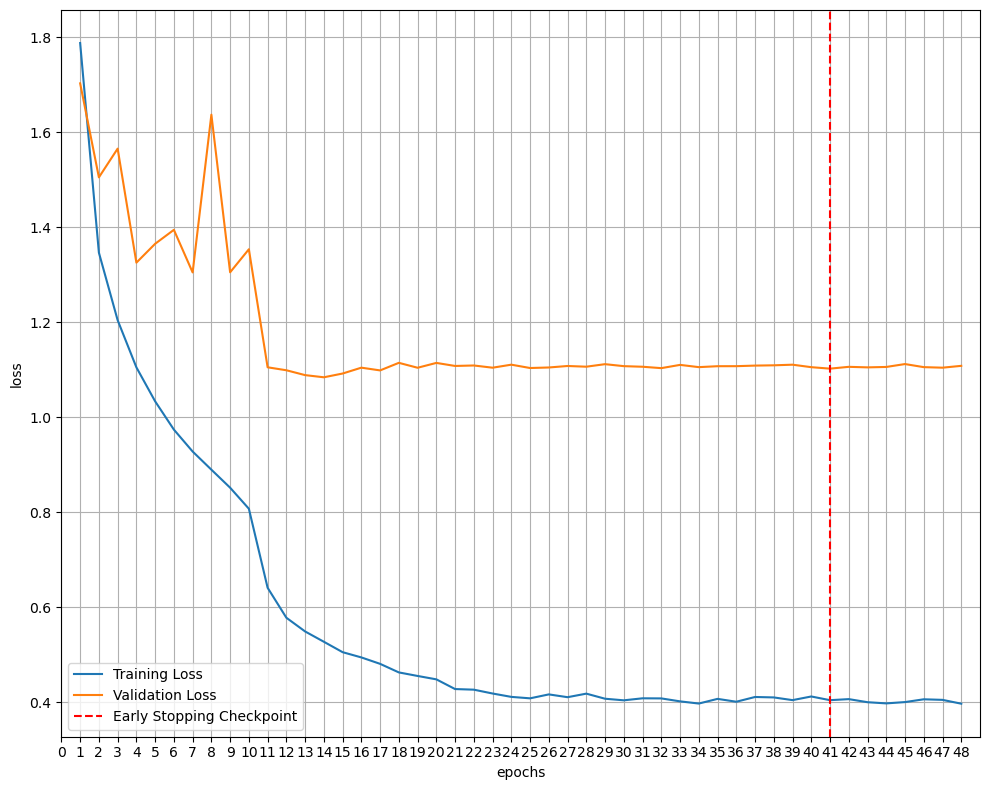 1.8
1.6
1.4
1.2
1.0
0.8
0.6
0.4
loss
Training Loss
Validation Loss
Early Stopping Checkpoint
0 1 2 3 4 5 6 7 8 9 10 11 12 13 14 15 16 17 18 19 20 21 22 23 24 25 26 27 28 29 30 31 32 33 34 35 36 37 38 39 40 41 42 43 44 45 46 47 48
epochs